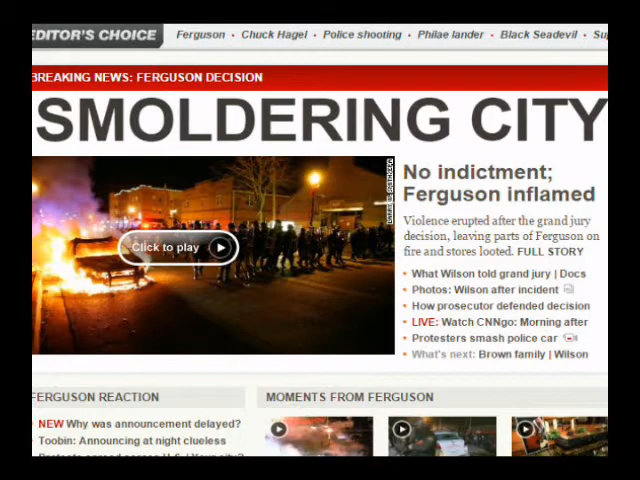 EDITOR'S CHOICE
Ferguson • Chuck Hagel • Police shooting • Philae lander • Black Seadevil •
BREAKING NEWS: FERGUSON DECISION
SMOLDERING CITY
Click to play
No indictment;
Ferguson inflamed
Violence erupted after the grand jury
decision, leaving parts of Ferguson on
fire and stores looted. FULL STORY
• What Wilson told grand jury | Docs
• Photos: Wilson after incident
• How prosecutor defended decision
• LIVE: Watch CNNgo: Morning after
• Protesters smash police car
• What's next: Brown family | Wilson
FERGUSON REACTION
NEW Why was announcement delayed?
Toobin: Announcing at night clueless
MOMENTS FROM FERGUSON